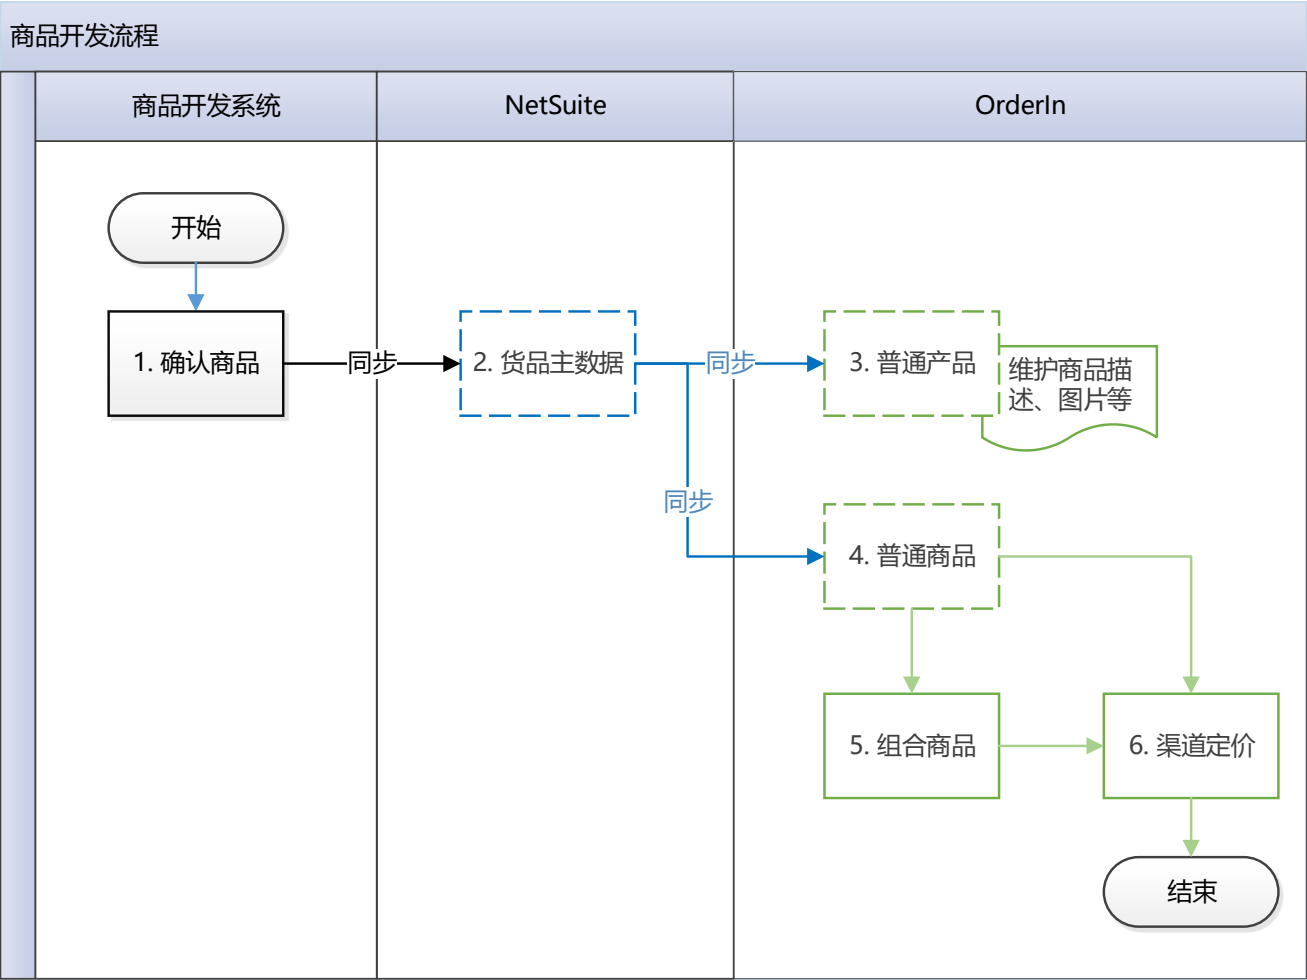 商品开发流程
商品开发系统
NetSuite
OrderIn
开始
1. 确认商品
同步
2. 货品主数据
同步
3. 普通产品
维护商品描
述、图片等
同步
4. 普通商品
5. 组合商品
6. 渠道定价
结束